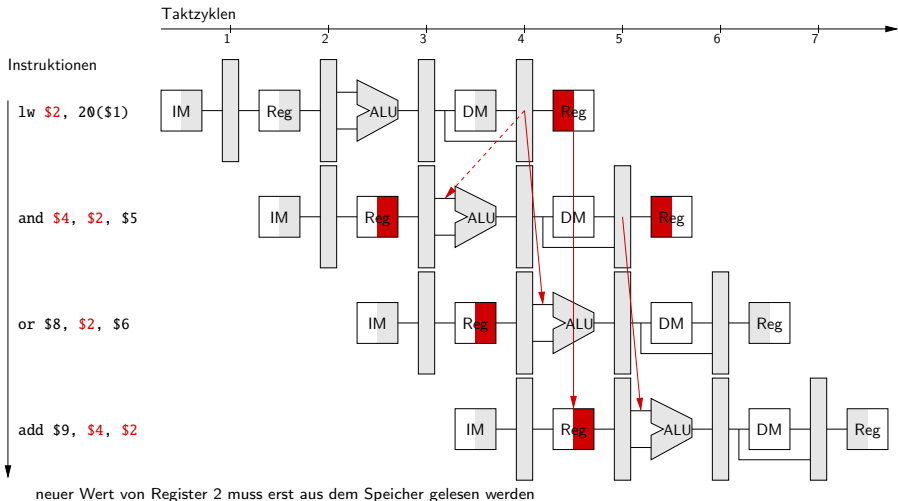 Taktzyklen
1 2 3 4 5 6 7
Instruktionen
lw $2, 20($1) IM Reg ALU DM Reg
and $4, $2, $5 IM Reg ALU DM Reg
or $8, $2, $6 IM Reg ALU DM Reg
add $9, $4, $2 IM Reg ALU DM Reg
neuer Wert von Register 2 muss erst aus dem Speicher gelesen werden